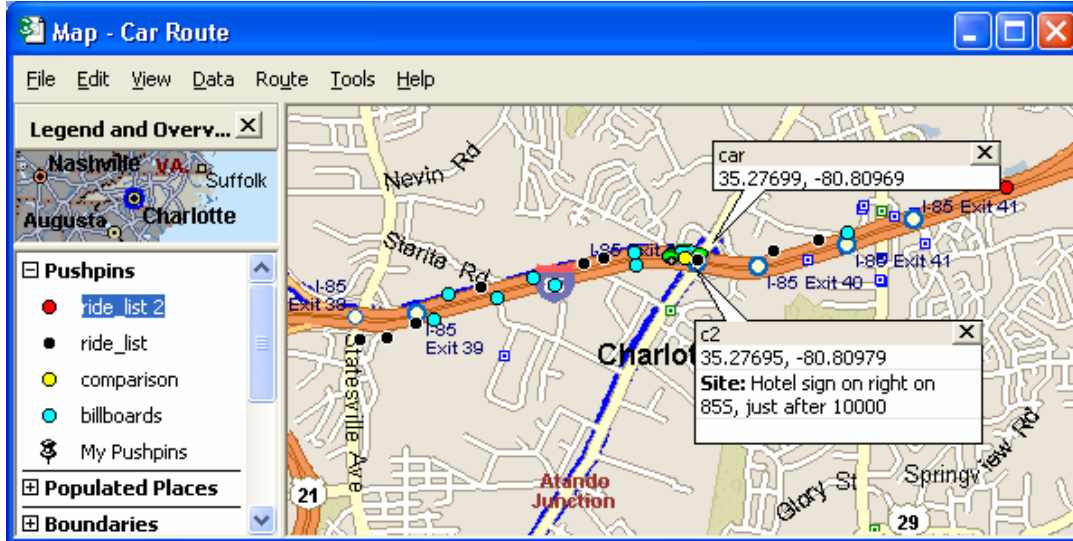 Map - Car Route
File Edit View Data Route Tools Help
Legend and Overv...
Nashville VA. Suffolk
Augusta Charlotte
Pushpins
ride_list 2
ride_list
comparison
billboards
My Pushpins
Populated Places
Boundaries
Nevin Rd
Starita Rd
car
35.27699, -80.80969
I-85 Exit 41
I-85 Exit 41
I-85 Exit 40
I-85
Exit 38
I-85
Exit 39
c2
35.27695, -80.80979
Site: Hotel sign on right on
85S, just after 10000
Statesville Ave
Atando
Junction
Glory St
Springview Rd
21
29